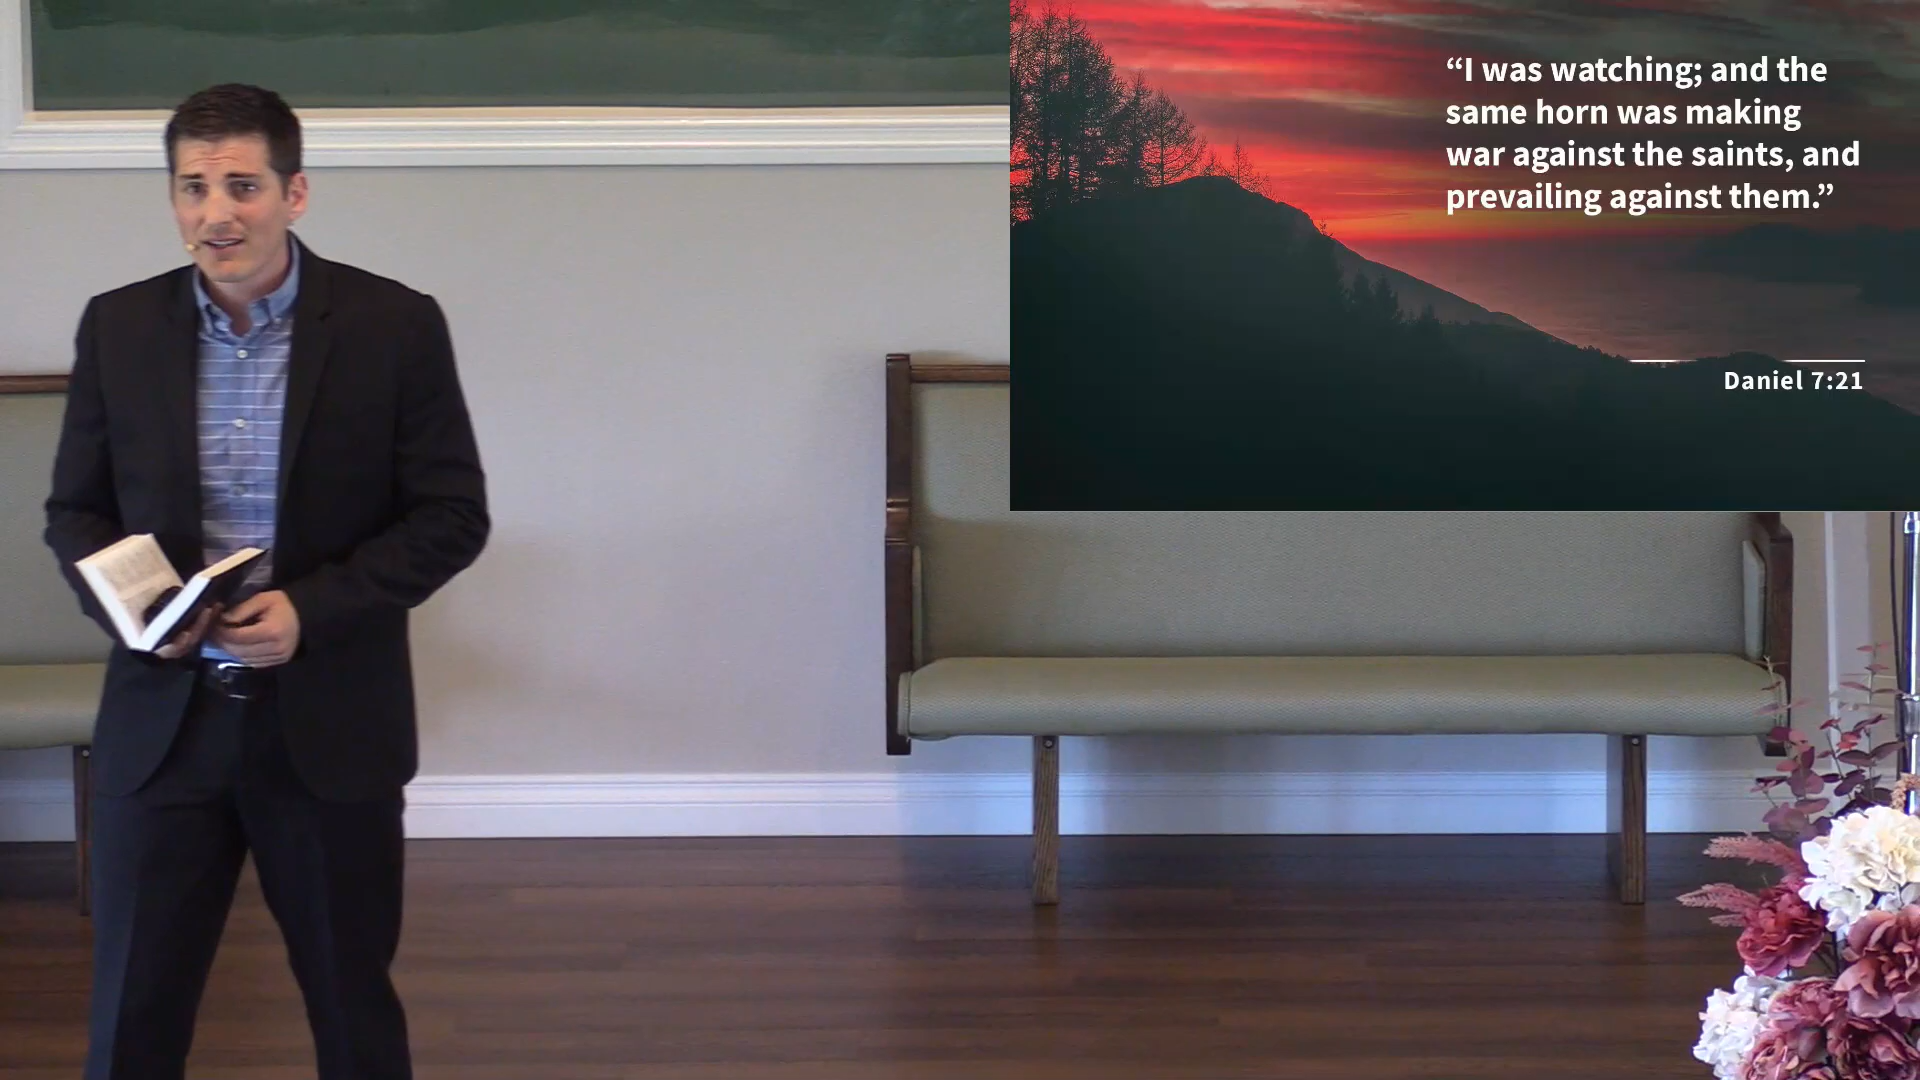 “I was watching; and the
same horn was making
war against the saints, and
prevailing against them.”
Daniel 7:21